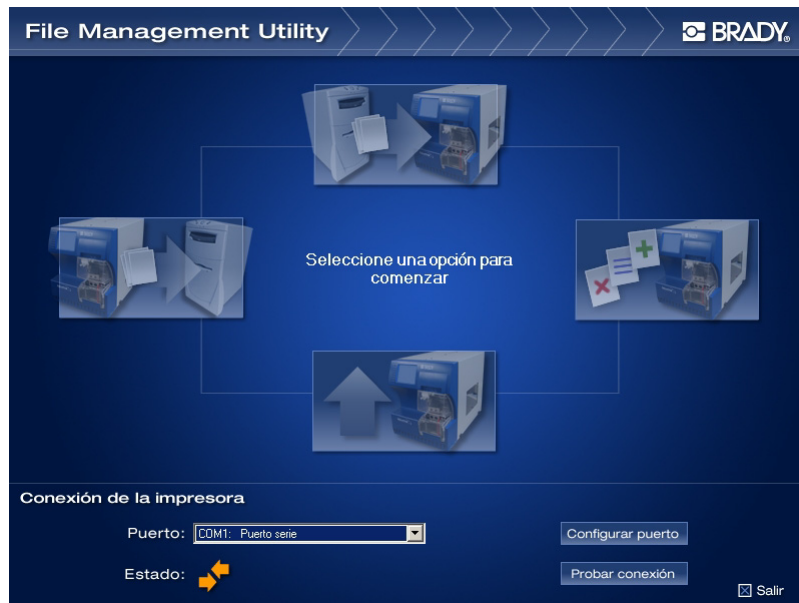 File Management Utility
BRADY®
Seleccione una opción para
comenzar
Conexión de la impresora
Puerto: COM1: Puerto serie
Configurar puerto
Estado:
Probar conexión
Salir